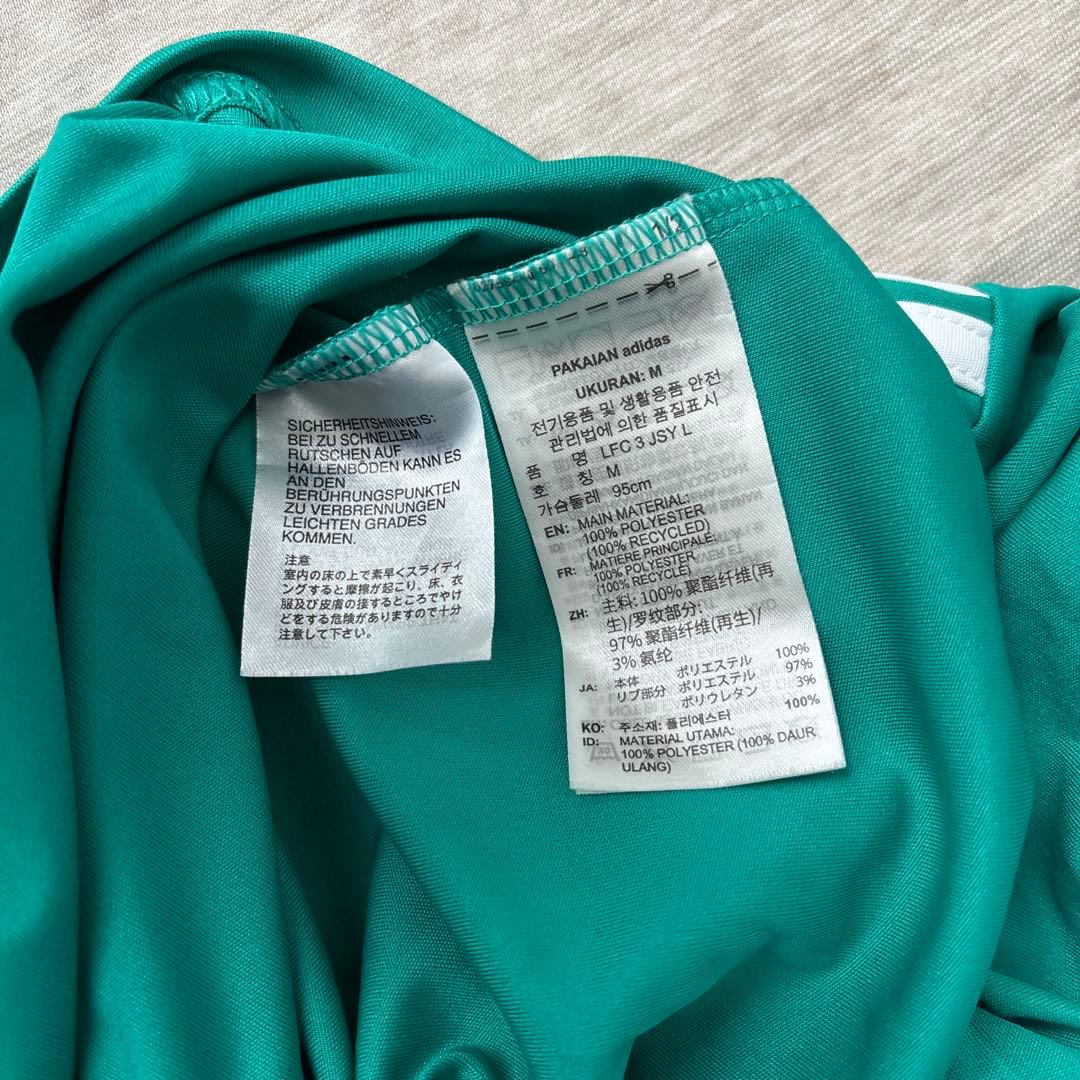 SICHERHEITSHINWEIS:
BEI ZU SCHNELLEM
RUTSCHEN AUF
HALLENBÖDEN KANN ES
AN DEN
BERÜHRUNGSPUNKTEN
ZU VERBRENNUNGEN
LEICHTEN GRADES
KOMMEN.
注意
室内の床の上で素早くスライディ
ングすると摩擦が起こり、床、衣
服及び皮膚の接するところでやけ
どをする危険がありますので十分
注意して下さい。
1/2
PAKAIAN adidas
UKURAN: M
전기용품 및 생활용품 안전
관리법에 의한 품질표시
품 명 LFC 3 JSY L
호 칭 M
가슴둘레 95cm
EN: MAIN MATERIAL:
100% POLYESTER
(100% RECYCLED)
FR: MATIERE PRINCIPALE:
100% POLYESTER
(100% RECYCLE)
ZH: 主料: 100% 聚酯纤维(再
生)/罗纹部分:
97% 聚酯纤维(再生)/
3% 氨纶
JA: 本体 ポリエステル 100%
リブ部分 ポリエステル 97%
ポリウレタン 3%
KO: 주소재: 폴리에스터 100%
ID: MATERIAL UTAMA:
100% POLYESTER (100% DAUR
ULANG)